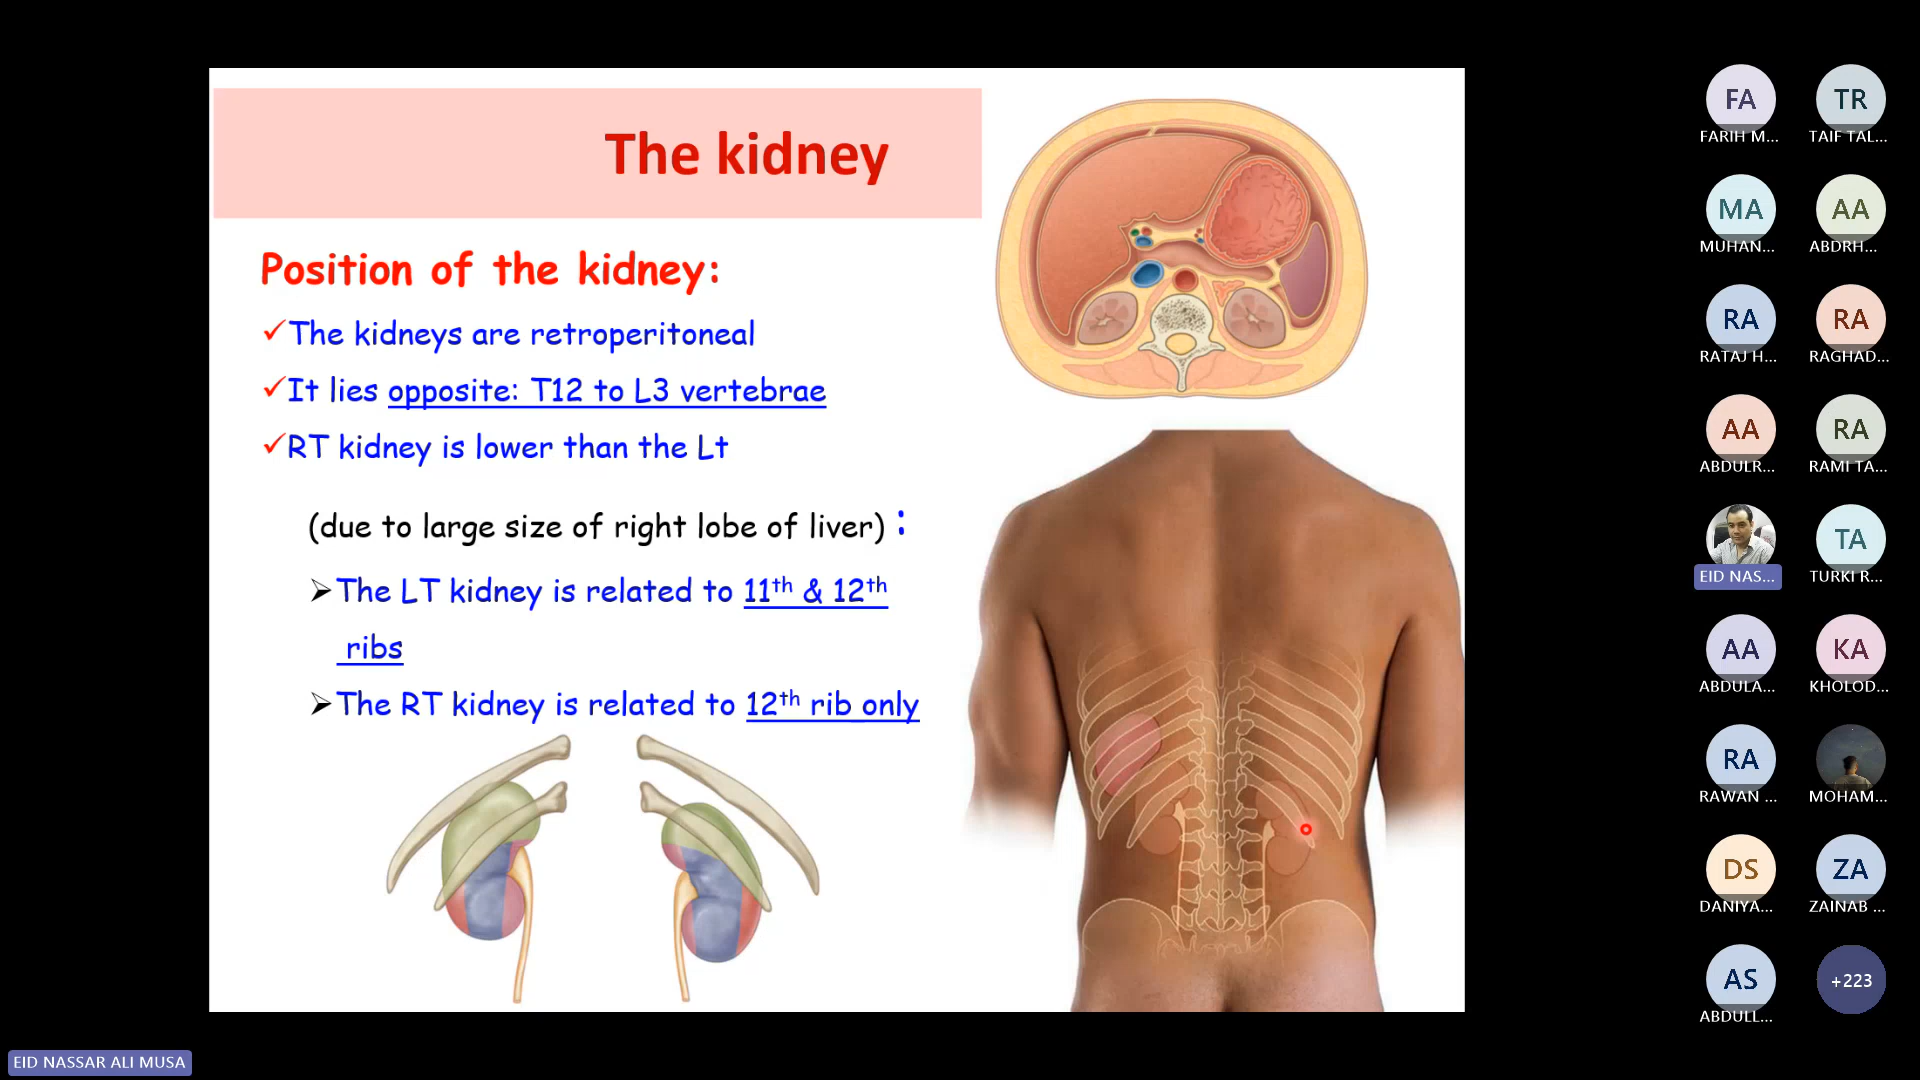 The kidney
Position of the kidney:
✓The kidneys are retroperitoneal
✓It lies opposite: T12 to L3 vertebrae
✓RT kidney is lower than the Lt
(due to large size of right lobe of liver) :
➢The LT kidney is related to 11th & 12th
ribs
➢The RT kidney is related to 12th rib only
FA
FARIH M...
TR
TAIF TAL...
MA
MUHAN...
AA
ABDRH...
RA
RATAJ H...
RA
RAGHAD...
AA
ABDULR...
RA
RAMI TA...
EID NAS...
TA
TURKI R...
AA
ABDULA...
KA
KHOLOD...
RA
RAWAN ...
MOHAM...
DS
DANIYA...
ZA
ZAINAB ...
AS
ABDULL...
+223
EID NASSAR ALI MUSA